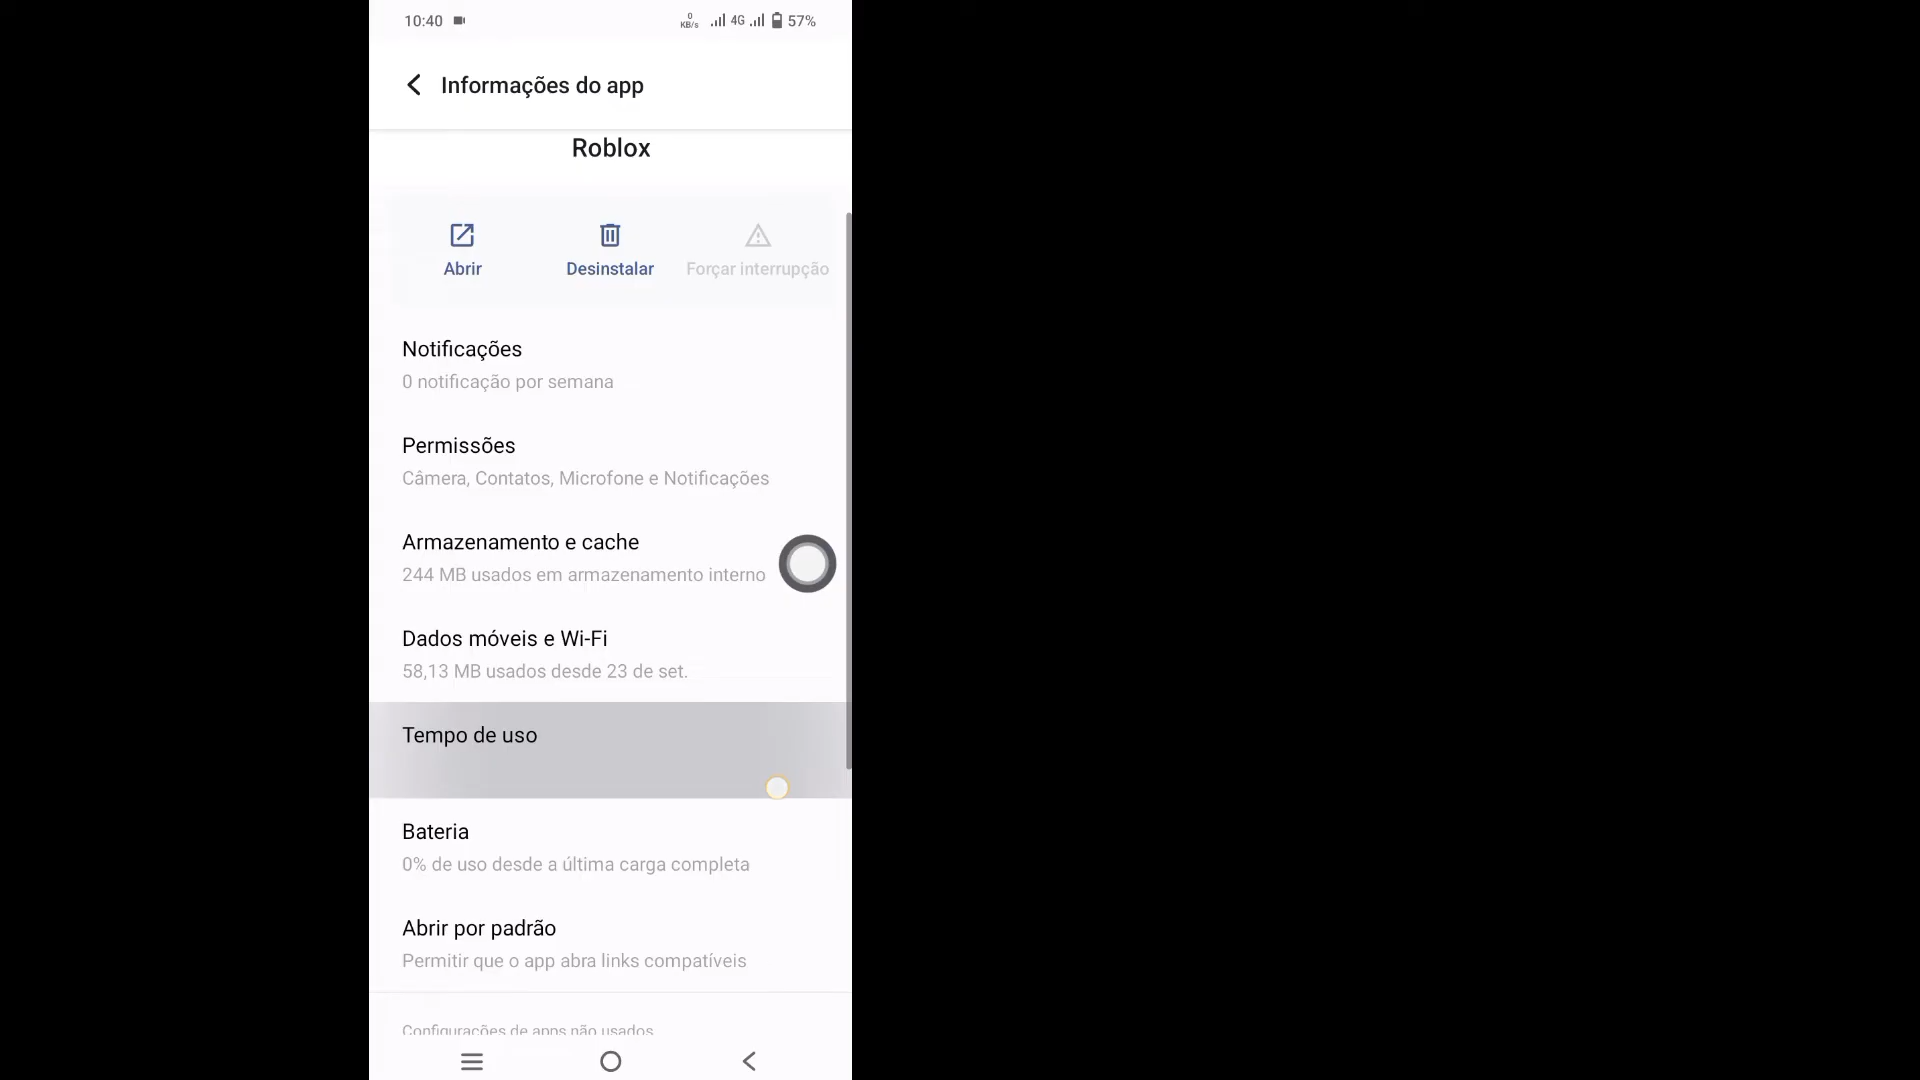 10:40 0 KB/s 4G 57%
Informações do app
Roblox
Abrir Desinstalar Forçar interrupção
Notificações
0 notificação por semana
Permissões
Câmera, Contatos, Microfone e Notificações
Armazenamento e cache
244 MB usados em armazenamento interno
Dados móveis e Wi-Fi
58,13 MB usados desde 23 de set.
Tempo de uso
Bateria
0% de uso desde a última carga completa
Abrir por padrão
Permitir que o app abra links compatíveis
Configurações de apps não usados